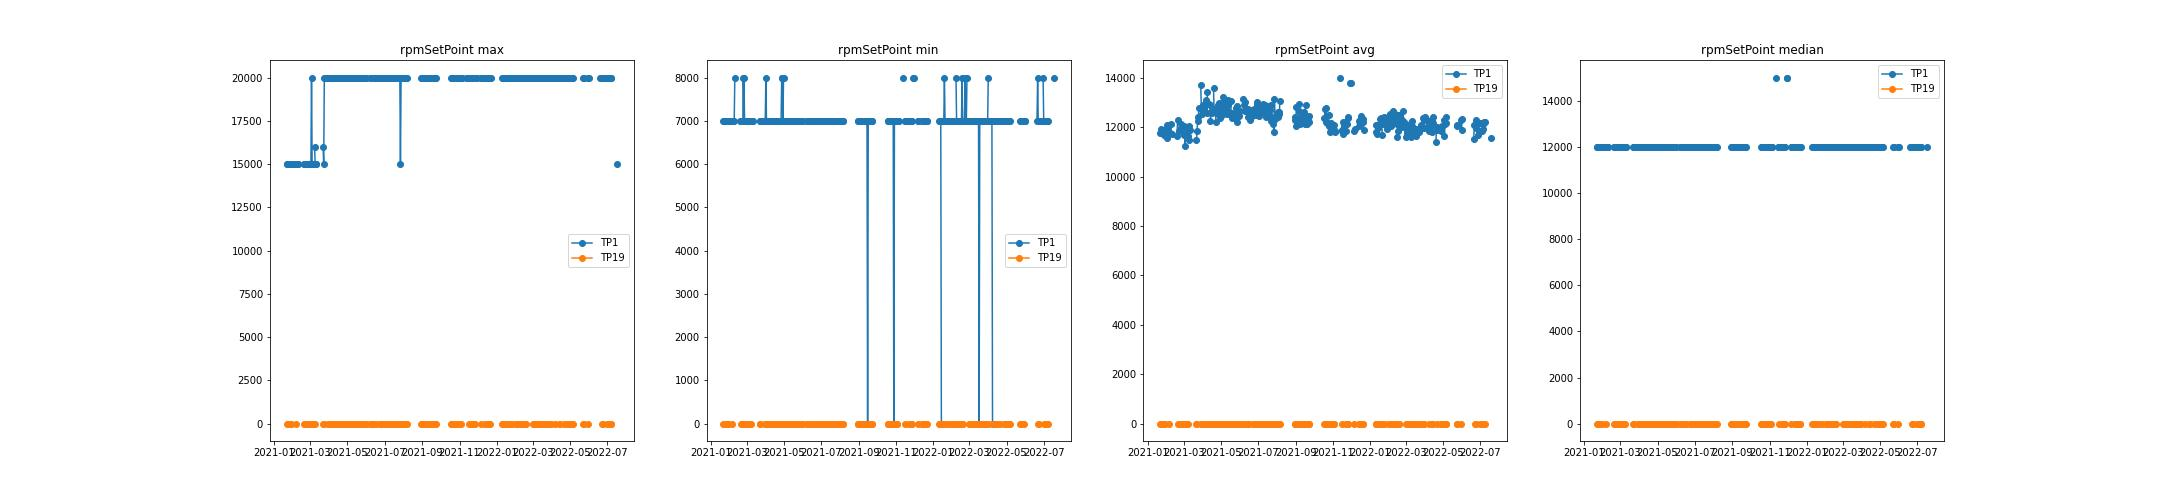 rpmSetPoint max
20000
17500
15000
12500
10000
7500
5000
2500
0
2021-01 2021-03 2021-05 2021-07 2021-09 2021-11 2022-01 2022-03 2022-05 2022-07
TP1
TP19
rpmSetPoint min
8000
7000
6000
5000
4000
3000
2000
1000
0
2021-01 2021-03 2021-05 2021-07 2021-09 2021-11 2022-01 2022-03 2022-05 2022-07
TP1
TP19
rpmSetPoint avg
14000
12000
10000
8000
6000
4000
2000
0
2021-01 2021-03 2021-05 2021-07 2021-09 2021-11 2022-01 2022-03 2022-05 2022-07
TP1
TP19
rpmSetPoint median
14000
12000
10000
8000
6000
4000
2000
0
2021-01 2021-03 2021-05 2021-07 2021-09 2021-11 2022-01 2022-03 2022-05 2022-07
TP1
TP19